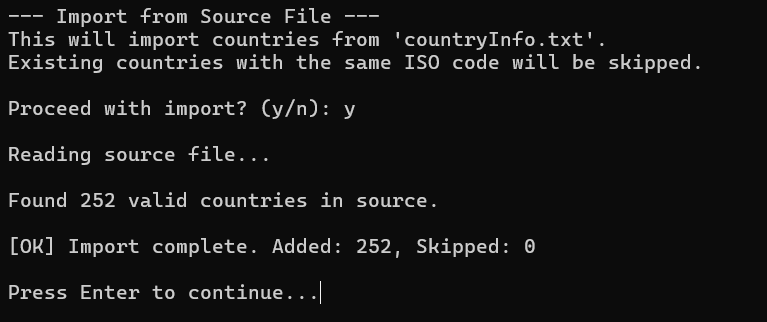 --- Import from Source File ---
This will import countries from 'countryInfo.txt'.
Existing countries with the same ISO code will be skipped.
Proceed with import? (y/n): y
Reading source file...
Found 252 valid countries in source.
[OK] Import complete. Added: 252, Skipped: 0
Press Enter to continue...